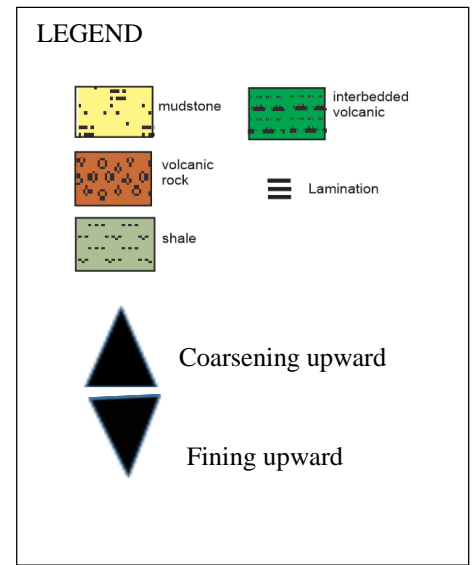 LEGEND
mudstone
interbedded
volcanic
volcanic
rock
Lamination
shale
Coarsening upward
Fining upward